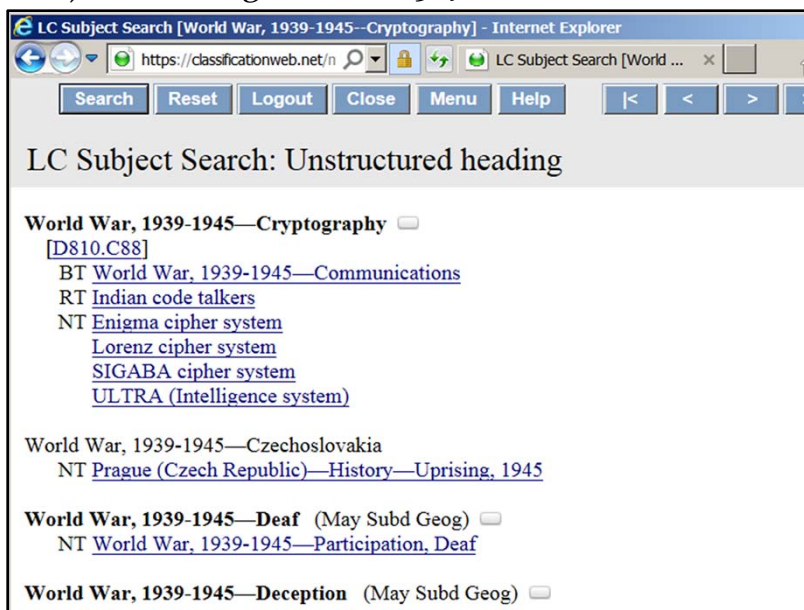 LC Subject Search [World War, 1939-1945--Cryptography] - Internet Explorer
https://classificationweb.net/n LC Subject Search [World ...
Search Reset Logout Close Menu Help |< < >
LC Subject Search: Unstructured heading
World War, 1939-1945—Cryptography
[D810.C88]
BT World War, 1939-1945—Communications
RT Indian code talkers
NT Enigma cipher system
Lorenz cipher system
SIGABA cipher system
ULTRA (Intelligence system)
World War, 1939-1945—Czechoslovakia
NT Prague (Czech Republic)—History—Uprising, 1945
World War, 1939-1945—Deaf (May Subd Geog)
NT World War, 1939-1945—Participation, Deaf
World War, 1939-1945—Deception (May Subd Geog)